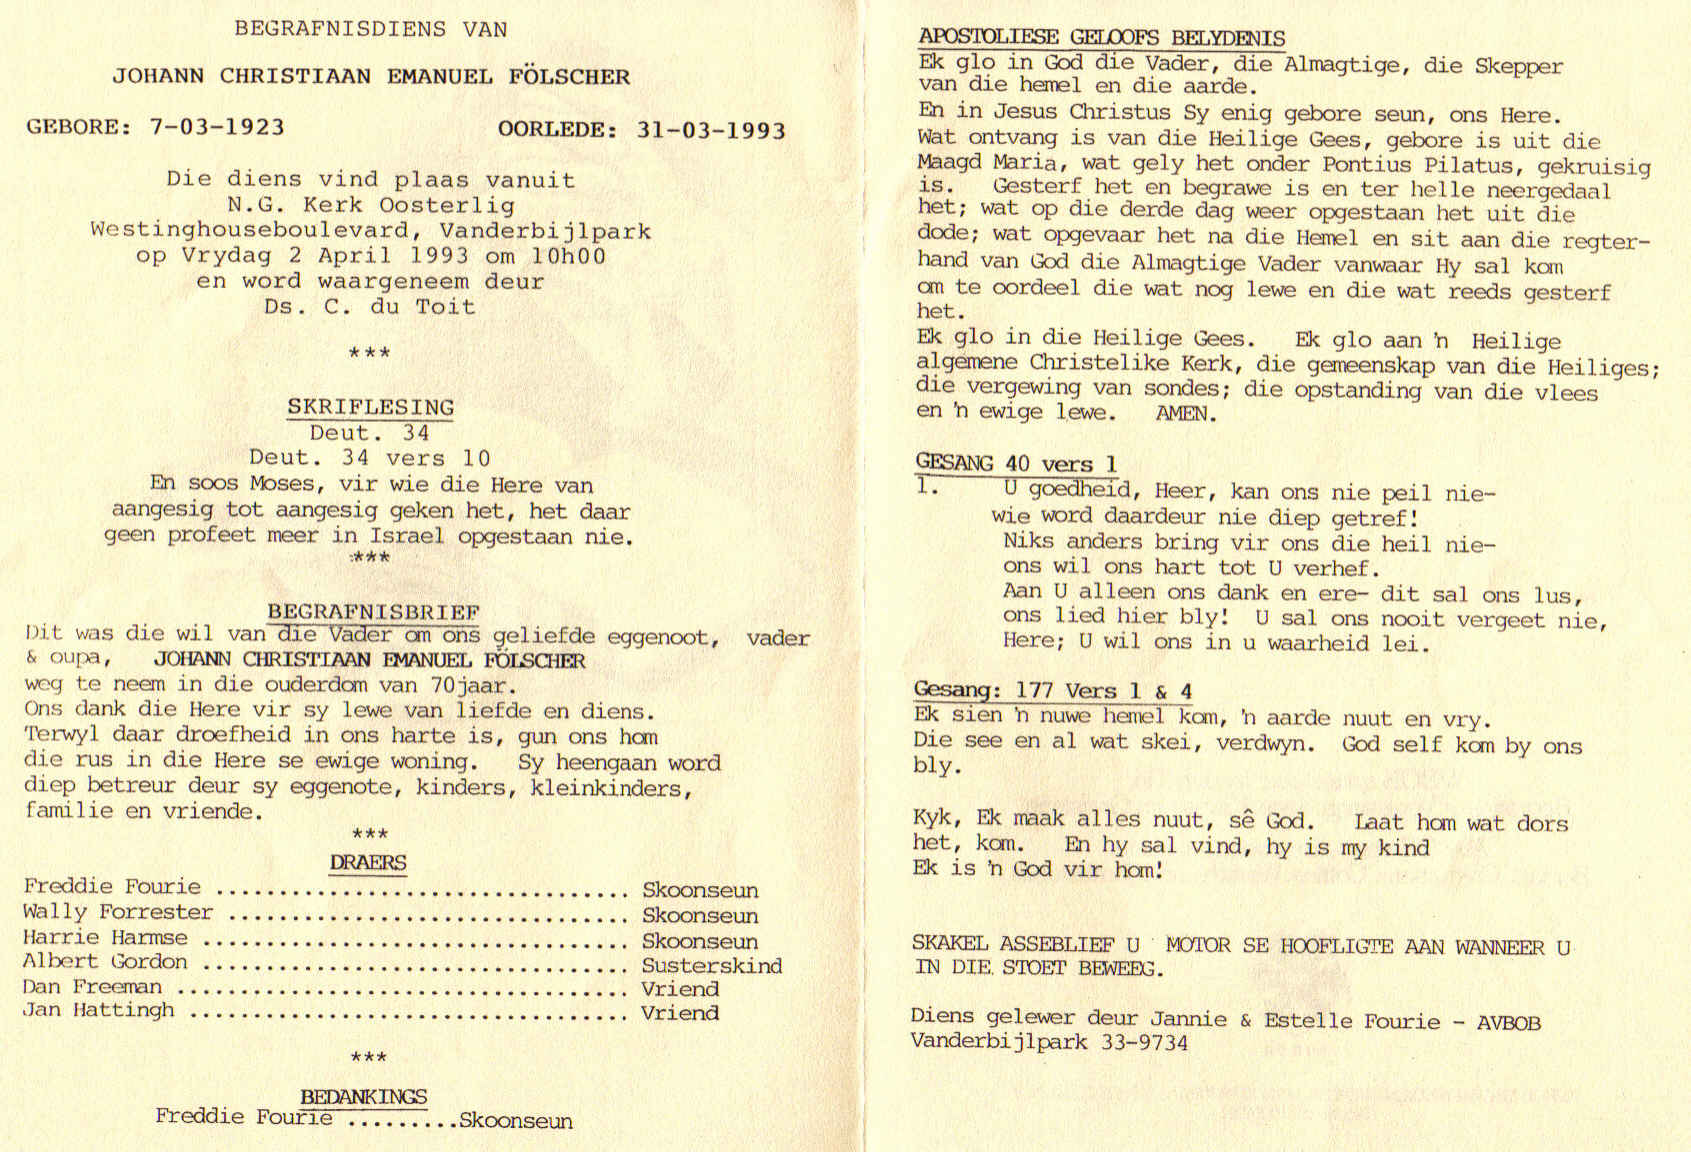 BEGRAFNISDIENS VAN
JOHANN CHRISTIAAN EMANUEL FÖLSCHER
GEBORE: 7-03-1923 OORLEDE: 31-03-1993
Die diens vind plaas vanuit
N.G. Kerk Oosterlig
Westinghouseboulevard, Vanderbijlpark
op Vrydag 2 April 1993 om 10h00
en word waargeneem deur
Ds. C. du Toit
***
SKRIFLESING
Deut. 34
Deut. 34 vers 10
En soos Moses, vir wie die Here van
aangesig tot aangesig geken het, het daar
geen profeet meer in Israel opgestaan nie.
***
BEGRAFNISBRIEF
Dit was die wil van die Vader om ons geliefde eggenoot, vader
& oupa, JOHANN CHRISTIAAN EMANUEL FÖLSCHER
weg te neem in die ouderdom van 70jaar.
Ons dank die Here vir sy lewe van liefde en diens.
Terwyl daar droefheid in ons harte is, gun ons hom
die rus in die Here se ewige woning. Sy heengaan word
diep betreur deur sy eggenote, kinders, kleinkinders,
familie en vriende.
***
DRAERS
Freddie Fourie ................................. Skoonseun
Wally Forrester ................................ Skoonseun
Harrie Harmse .................................. Skoonseun
Albert Gordon .................................. Susterskind
Dan Freeman .................................... Vriend
Jan Hattingh ................................... Vriend
***
BEDANKINGS
Freddie Fourie .........Skoonseun
APOSTOLIESE GELOOFS BELYDENIS
Ek glo in God die Vader, die Almagtige, die Skepper
van die hemel en die aarde.
En in Jesus Christus Sy enig gebore seun, ons Here.
Wat ontvang is van die Heilige Gees, gebore is uit die
Maagd Maria, wat gely het onder Pontius Pilatus, gekruisig
is. Gesterf het en begrawe is en ter helle neergedaal
het; wat op die derde dag weer opgestaan het uit die
dode; wat opgevaar het na die Hemel en sit aan die regter-
hand van God die Almagtige Vader vanwaar Hy sal kom
om te oordeel die wat nog lewe en die wat reeds gesterf
het.
Ek glo in die Heilige Gees. Ek glo aan 'n Heilige
algemene Christelike Kerk, die gemeenskap van die Heiliges;
die vergewing van sondes; die opstanding van die vlees
en 'n ewige lewe. AMEN.
GESANG 40 vers 1
1. U goedheid, Heer, kan ons nie peil nie-
wie word daardeur nie diep getref!
Niks anders bring vir ons die heil nie-
ons wil ons hart tot U verhef.
Aan U alleen ons dank en ere- dit sal ons lus,
ons lied hier bly! U sal ons nooit vergeet nie,
Here; U wil ons in u waarheid lei.
Gesang: 177 Vers 1 & 4
Ek sien 'n nuwe hemel kom, 'n aarde nuut en vry.
Die see en al wat skei, verdwyn. God self kom by ons
bly.
Kyk, Ek maak alles nuut, sê God. Laat hom wat dors
het, kom. En hy sal vind, hy is my kind
Ek is 'n God vir hom!
SKAKEL ASSEBLIEF U MOTOR SE HOOFLIGTE AAN WANNEER U
IN DIE STOET BEWEEG.
Diens gelewer deur Jannie & Estelle Fourie - AVBOB
Vanderbijlpark 33-9734